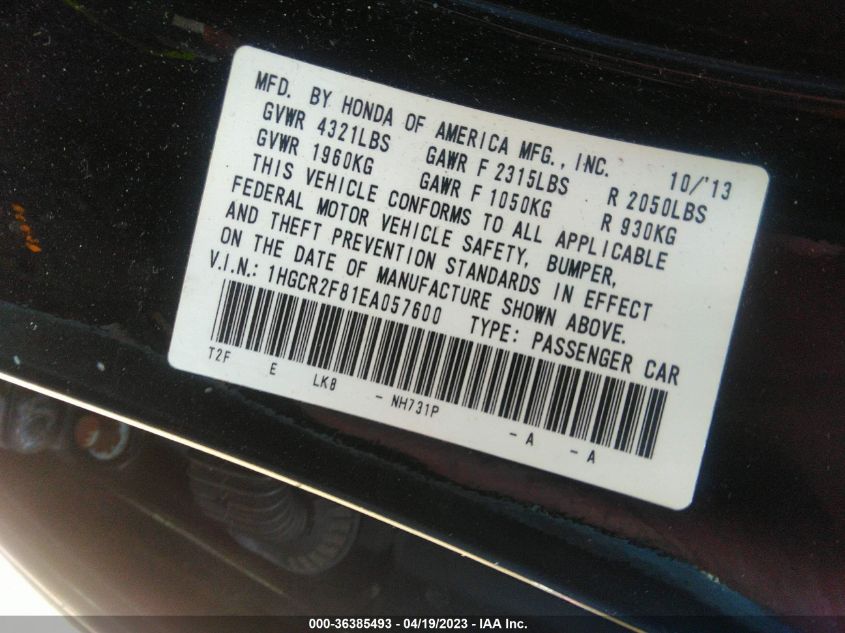 MFD. BY HONDA OF AMERICA MFG., INC. 10/'13
GVWR 4321LBS GAWR F 2315LBS R 2050LBS
GVWR 1960KG GAWR F 1050KG R 930KG
THIS VEHICLE CONFORMS TO ALL APPLICABLE
FEDERAL MOTOR VEHICLE SAFETY, BUMPER,
AND THEFT PREVENTION STANDARDS IN EFFECT
ON THE DATE OF MANUFACTURE SHOWN ABOVE.
V.I.N.: 1HGCR2F81EA057600 TYPE: PASSENGER CAR
T2F E LK8 - NH731P - A - A
000-36385493 - 04/19/2023 - IAA Inc.